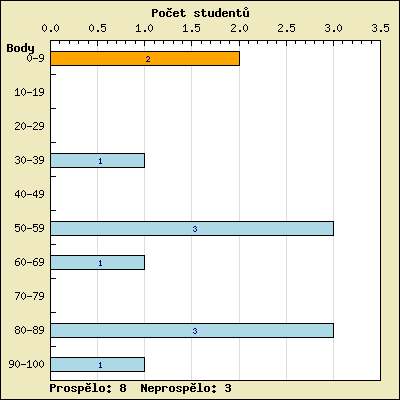 Počet studentů
0.0 0.5 1.0 1.5 2.0 2.5 3.0 3.5
Body
0-9 2
10-19
20-29
30-39 1
40-49
50-59 3
60-69 1
70-79
80-89 3
90-100 1
Prospělo: 8 Neprospělo: 3